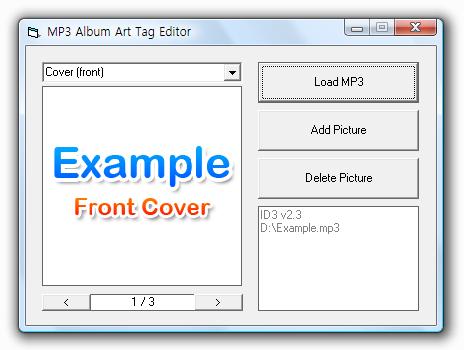 MP3 Album Art Tag Editor
Cover (front)
Example
Front Cover
< 1 / 3 >
Load MP3
Add Picture
Delete Picture
ID3 v2.3
D:\Example.mp3